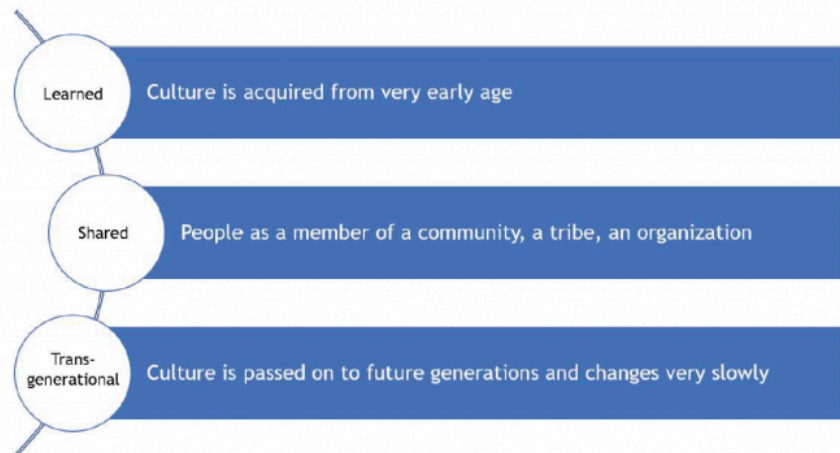 Learned
Culture is acquired from very early age
Shared
People as a member of a community, a tribe, an organization
Trans-
generational
Culture is passed on to future generations and changes very slowly